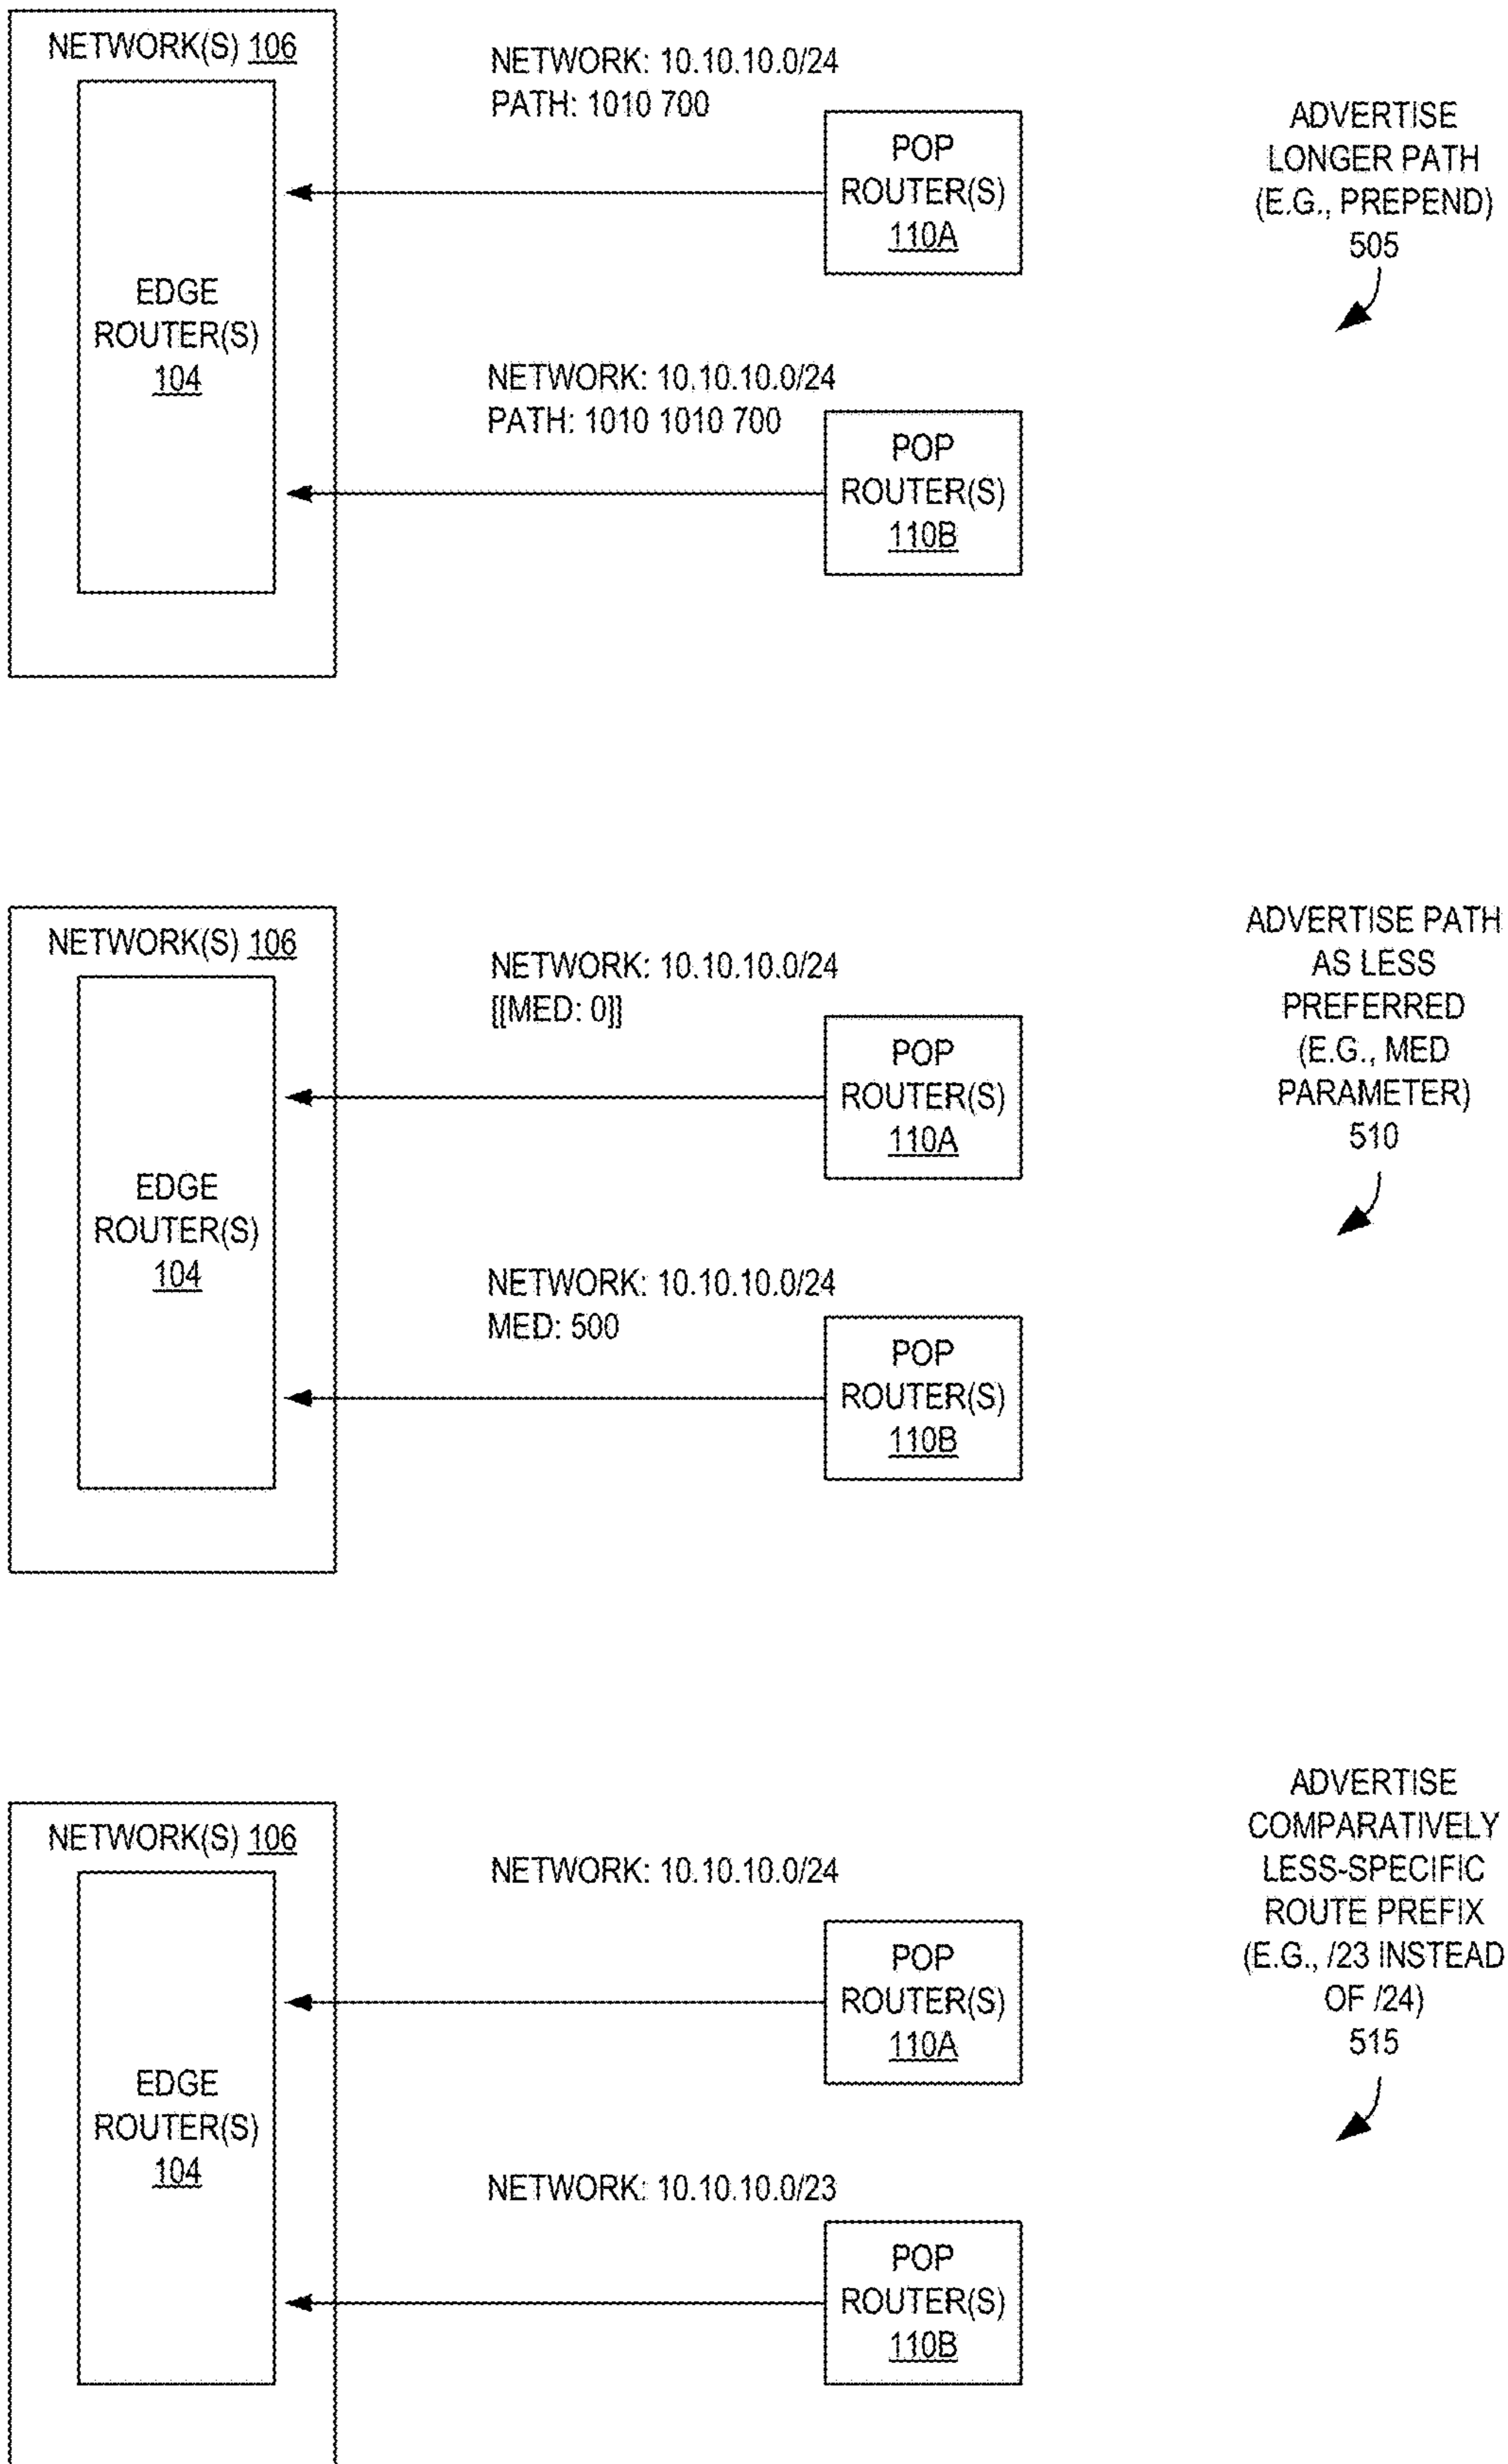 NETWORK(S) 106
EDGE
ROUTER(S)
104
NETWORK: 10.10.10.0/24
PATH: 1010 700
POP
ROUTER(S)
110A
NETWORK: 10.10.10.0/24
PATH: 1010 1010 700
POP
ROUTER(S)
110B
ADVERTISE
LONGER PATH
(E.G., PREPEND)
505
NETWORK(S) 106
EDGE
ROUTER(S)
104
NETWORK: 10.10.10.0/24
{[MED: 0]}
POP
ROUTER(S)
110A
NETWORK: 10.10.10.0/24
MED: 500
POP
ROUTER(S)
110B
ADVERTISE PATH
AS LESS
PREFERRED
(E.G., MED
PARAMETER)
510
NETWORK(S) 106
EDGE
ROUTER(S)
104
NETWORK: 10.10.10.0/24
POP
ROUTER(S)
110A
NETWORK: 10.10.10.0/23
POP
ROUTER(S)
110B
ADVERTISE
COMPARATIVELY
LESS-SPECIFIC
ROUTE PREFIX
(E.G., /23 INSTEAD
OF /24)
515